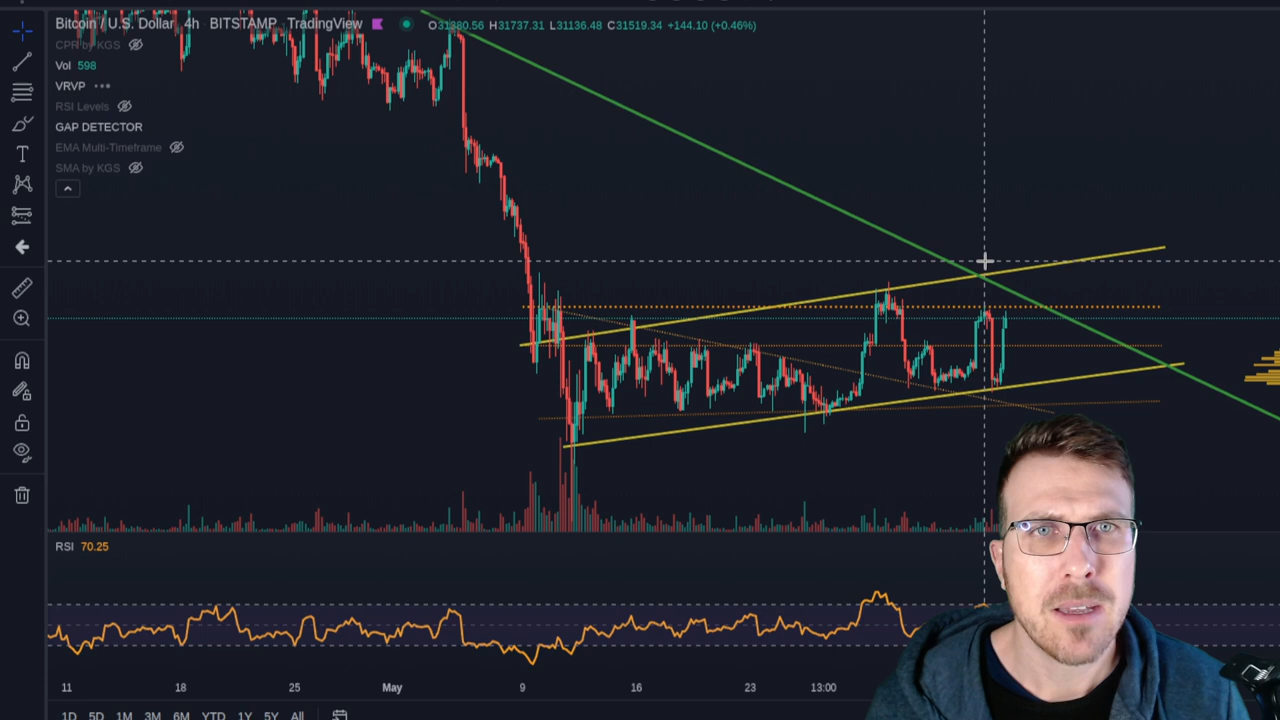 Bitcoin / U.S. Dollar 4h BITSTAMP TradingView O31380.56 H31737.31 L31136.48 C31519.34 +144.10 (+0.46%)
CPR by KGS
Vol 598
VRVP
RSI Levels
GAP DETECTOR
EMA Multi-Timeframe
SMA by KGS
RSI 70.25
11 18 25 May 9 16 23 13:00
1D 5D 1M 3M 6M YTD 1Y 5Y All